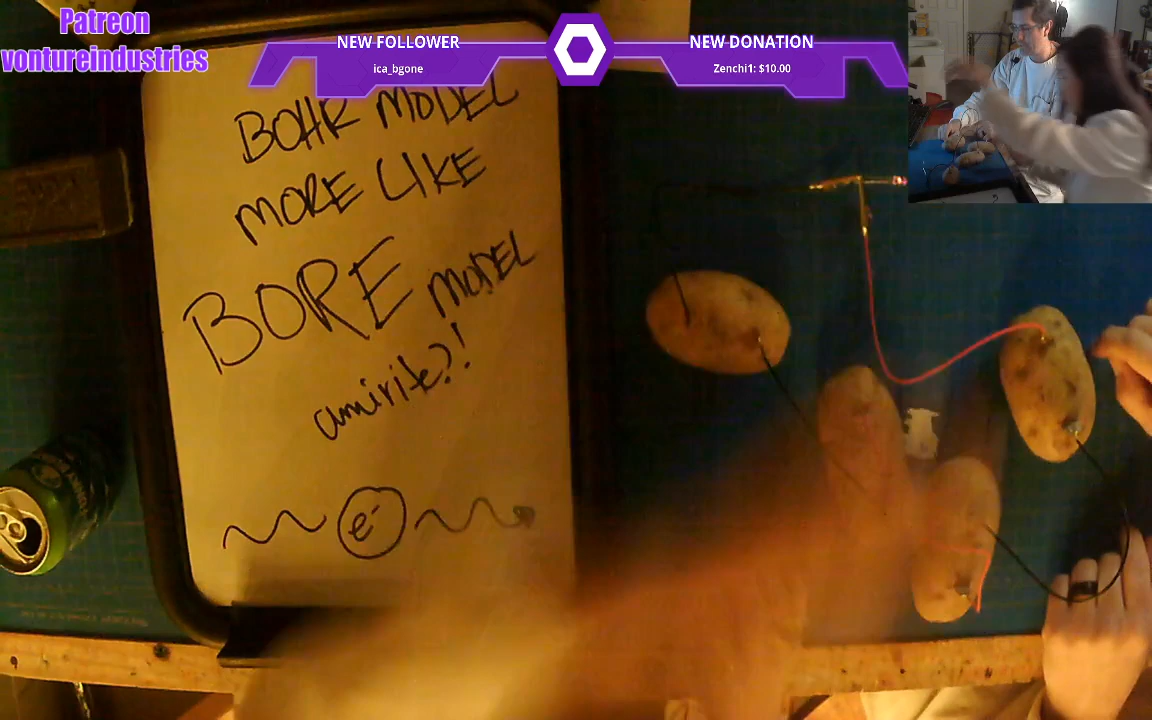 Patreon
vontureindustries
NEW FOLLOWER
ica_bgone
NEW DONATION
Zenchi1: $10.00
BOHR MODEL
MORE LIKE
BORE MODEL
amirite?!
e-